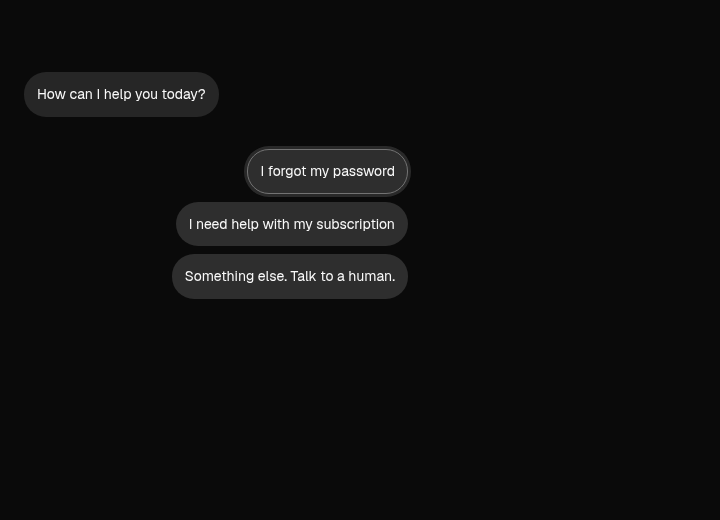 How can I help you today?
I forgot my password
I need help with my subscription
Something else. Talk to a human.